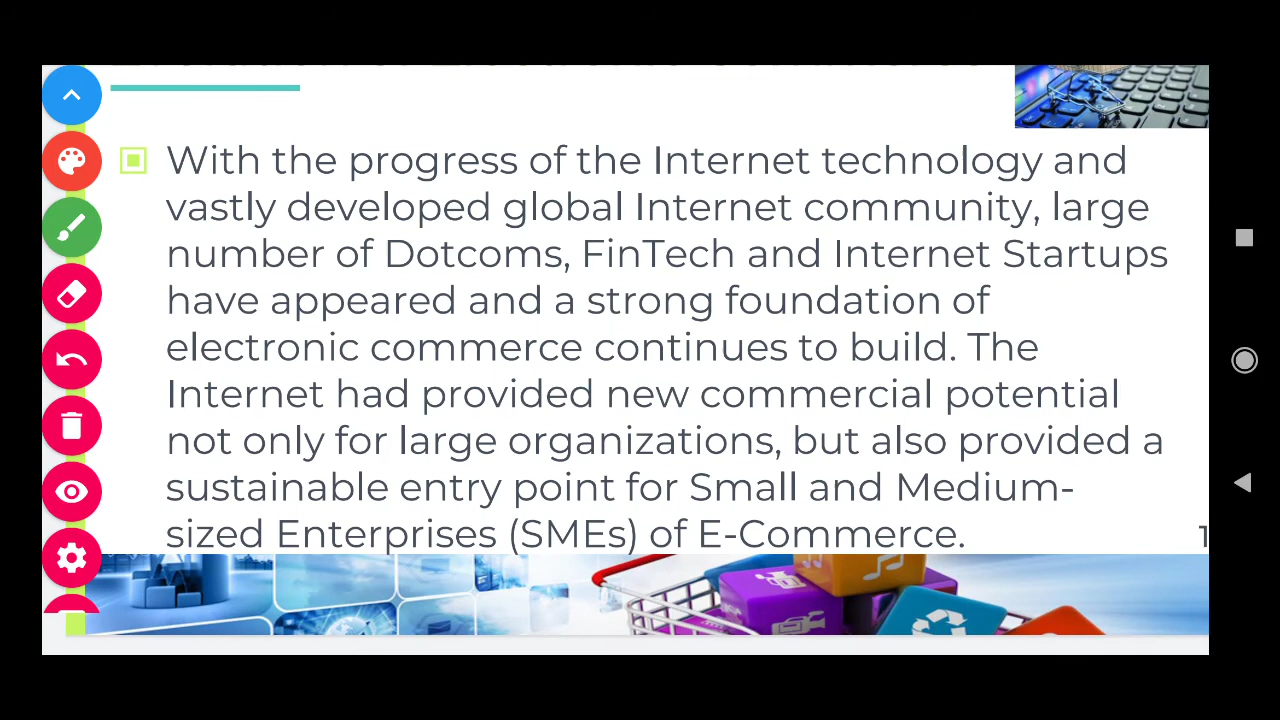 With the progress of the Internet technology and
vastly developed global Internet community, large
number of Dotcoms, FinTech and Internet Startups
have appeared and a strong foundation of
electronic commerce continues to build. The
Internet had provided new commercial potential
not only for large organizations, but also provided a
sustainable entry point for Small and Medium-
sized Enterprises (SMEs) of E-Commerce.